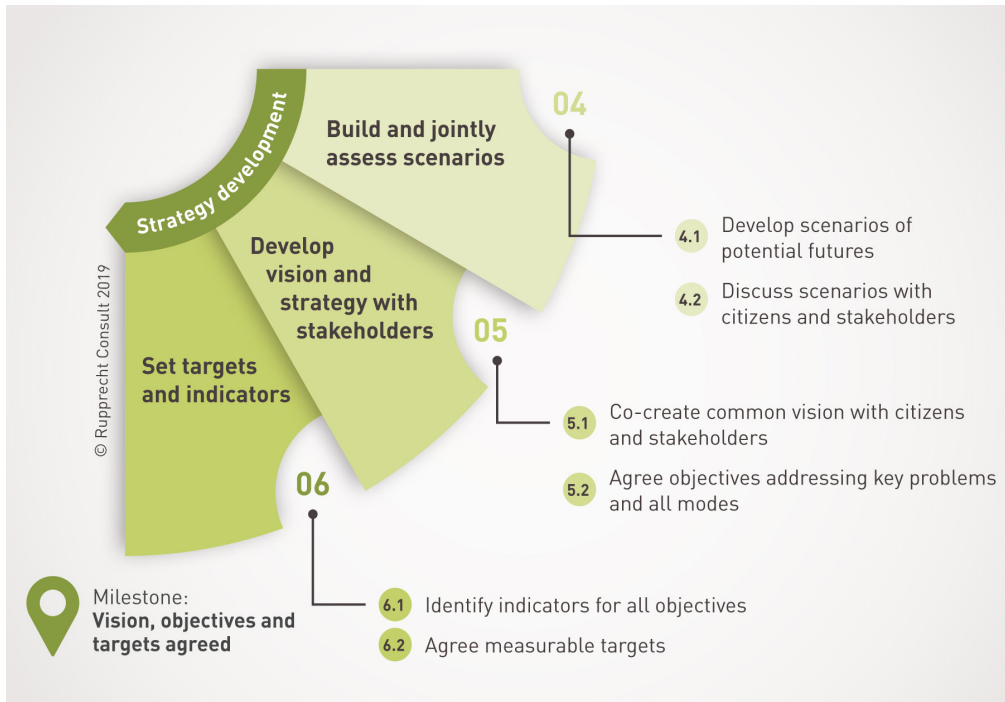 Strategy development
Build and jointly
assess scenarios
04
4.1
Develop scenarios of
potential futures
4.2
Discuss scenarios with
citizens and stakeholders
Develop
vision and
strategy with
stakeholders
05
5.1
Co-create common vision with citizens
and stakeholders
5.2
Agree objectives addressing key problems
and all modes
Set targets
and indicators
06
6.1
Identify indicators for all objectives
6.2
Agree measurable targets
© Rupprecht Consult 2019
Milestone:
Vision, objectives and
targets agreed